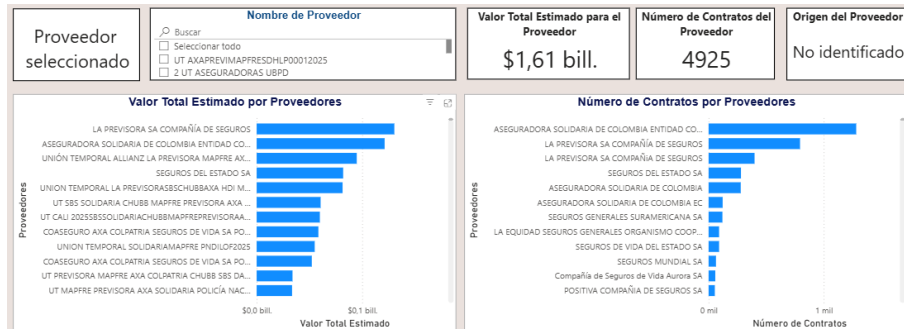 Proveedor
seleccionado
Nombre de Proveedor
Buscar
Seleccionar todo
UT AXAPREVIMAPFRESDHLP00012025
2 UT ASEGURADORAS UBPD
Valor Total Estimado para el
Proveedor
$1,61 bill.
Número de Contratos del
Proveedor
4925
Origen del Proveedor
No identificado
Valor Total Estimado por Proveedores
Proveedores
LA PREVISORA SA COMPAÑÍA DE SEGUROS
ASEGURADORA SOLIDARIA DE COLOMBIA ENTIDAD CO...
UNIÓN TEMPORAL ALLIANZ LA PREVISORA MAPFRE AX...
SEGUROS DEL ESTADO SA
UNION TEMPORAL LA PREVISORASBSCHUBBAXA HDI M...
UT SBS SOLIDARIA CHUBB MAPFRE PREVISORA AXA ...
UT CALI 2025SBSSOLIDARIACHUBBMAPFREPREVISORAA...
COASEGURO AXA COLPATRIA SEGUROS DE VIDA SA PO...
UNION TEMPORAL SOLIDARIAMAPFRE PNDILOF2025
COASEGURO AXA COLPATRIA SEGUROS DE VIDA SA PO...
UT PREVISORA MAPFRE AXA COLPATRIA CHUBB SBS DA...
UT MAPFRE PREVISORA AXA SOLIDARIA POLICÍA NAC...
$0,0 bill.
$0,1 bill.
Valor Total Estimado
Número de Contratos por Proveedores
Proveedores
ASEGURADORA SOLIDARIA DE COLOMBIA ENTIDAD CO...
LA PREVISORA SA COMPAÑÍA DE SEGUROS
LA PREVISORA SA COMPAÑIA DE SEGUROS
SEGUROS DEL ESTADO SA
ASEGURADORA SOLIDARIA DE COLOMBIA
ASEGURADORA SOLIDARIA DE COLOMBIA EC
SEGUROS GENERALES SURAMERICANA SA
LA EQUIDAD SEGUROS GENERALES ORGANISMO COOP...
SEGUROS DE VIDA DEL ESTADO SA
SEGUROS MUNDIAL SA
Compañía de Seguros de Vida Aurora SA
POSITIVA COMPAÑIA DE SEGUROS SA
0 mil
1 mil
Número de Contratos